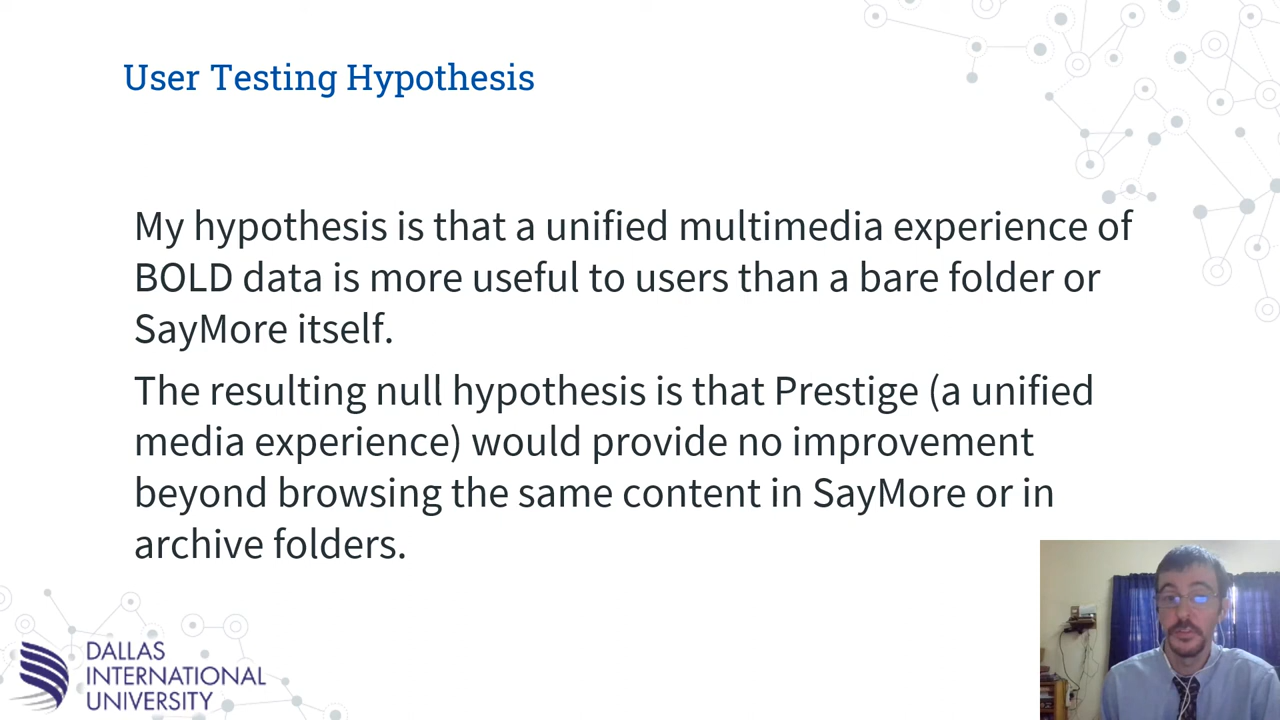 User Testing Hypothesis
My hypothesis is that a unified multimedia experience of
BOLD data is more useful to users than a bare folder or
SayMore itself.
The resulting null hypothesis is that Prestige (a unified
media experience) would provide no improvement
beyond browsing the same content in SayMore or in
archive folders.
DALLAS
INTERNATIONAL
UNIVERSITY